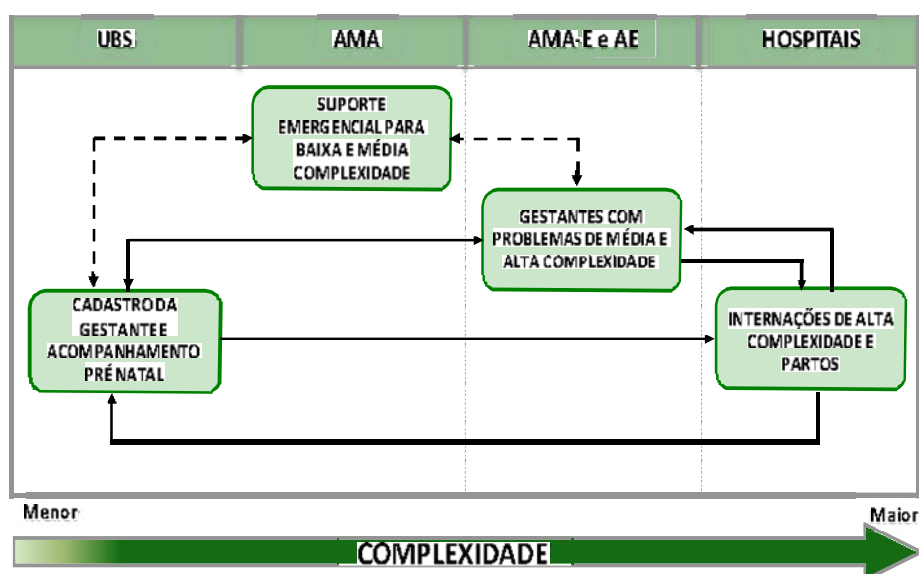 UBS
AMA
AMA-E e AE
HOSPITAIS
SUPORTE
EMERGENCIAL PARA
BAIXA E MÉDIA
COMPLEXIDADE
GESTANTES COM
PROBLEMAS DE MÉDIA E
ALTA COMPLEXIDADE
CADASTRO DA
GESTANTE E
ACOMPANHAMENTO
PRÉ NATAL
INTERNAÇÕES DE ALTA
COMPLEXIDADE E
PARTOS
Menor
Maior
COMPLEXIDADE